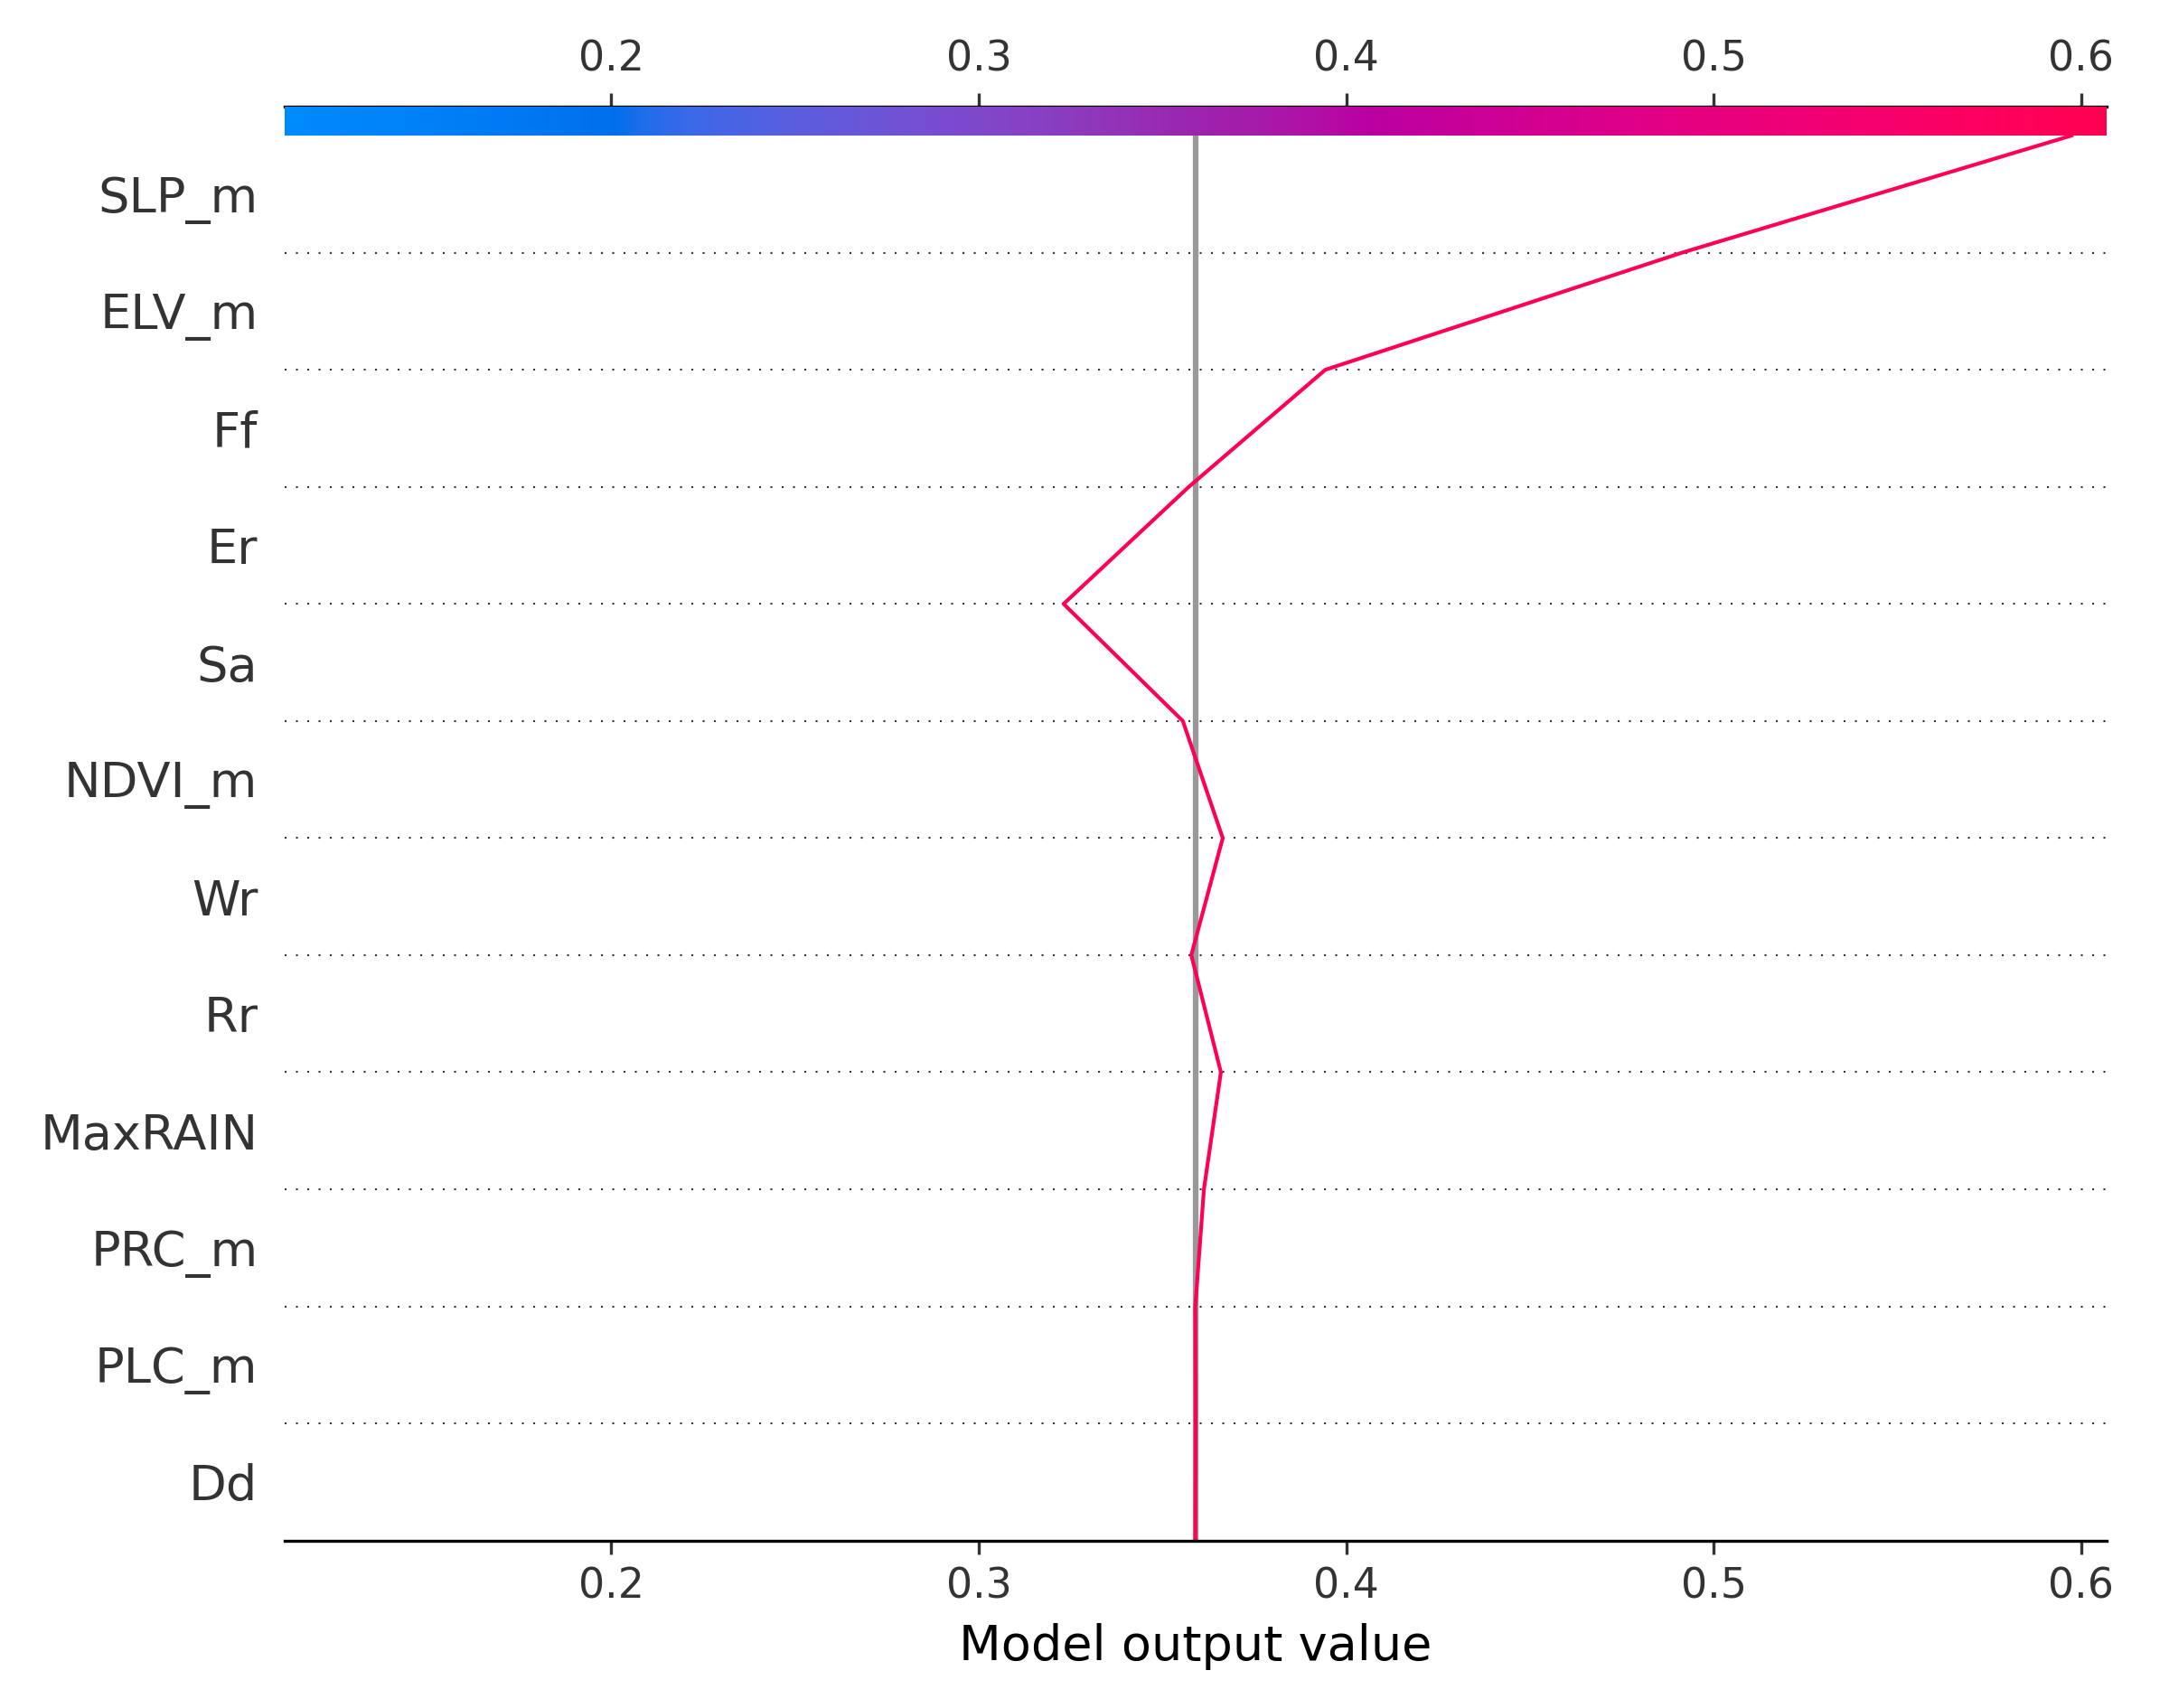 0.2 0.3 0.4 0.5 0.6
SLP_m
ELV_m
Ff
Er
Sa
NDVI_m
Wr
Rr
MaxRAIN
PRC_m
PLC_m
Dd
0.2 0.3 0.4 0.5 0.6
Model output value